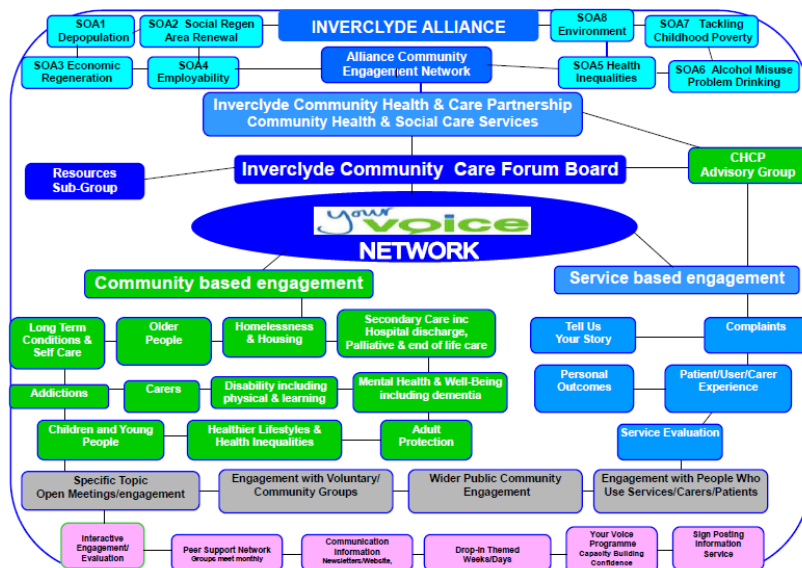 SOA1
Depopulation
SOA2 Social Regen
Area Renewal
INVERCLYDE ALLIANCE
SOA8
Environment
SOA7 Tackling
Childhood Poverty
SOA3 Economic
Regeneration
SOA4
Employability
Alliance Community
Engagement Network
SOA5 Health
Inequalities
SOA6 Alcohol Misuse
Problem Drinking
Inverclyde Community Health & Care Partnership
Community Health & Social Care Services
Resources
Sub-Group
Inverclyde Community Care Forum Board
CHCP
Advisory Group
your
voice
NETWORK
Community based engagement
Service based engagement
Long Term
Conditions &
Self Care
Older
People
Homelessness
& Housing
Secondary Care inc
Hospital discharge,
Palliative & end of life care
Tell Us
Your Story
Complaints
Addictions
Carers
Disability including
physical & learning
Mental Health & Well-Being
including dementia
Personal
Outcomes
Patient/User/Carer
Experience
Children and Young
People
Healthier Lifestyles &
Health Inequalities
Adult
Protection
Service Evaluation
Specific Topic
Open Meetings/engagement
Engagement with Voluntary/
Community Groups
Wider Public Community
Engagement
Engagement with People Who
Use Services/Carers/Patients
Interactive
Engagement/
Evaluation
Peer Support Network
Groups meet monthly
Communication
Information
Newsletters/Website,
Drop-in Themed
Weeks/Days
Your Voice
Programme
Capacity Building
Confidence
Sign Posting
Information
Service